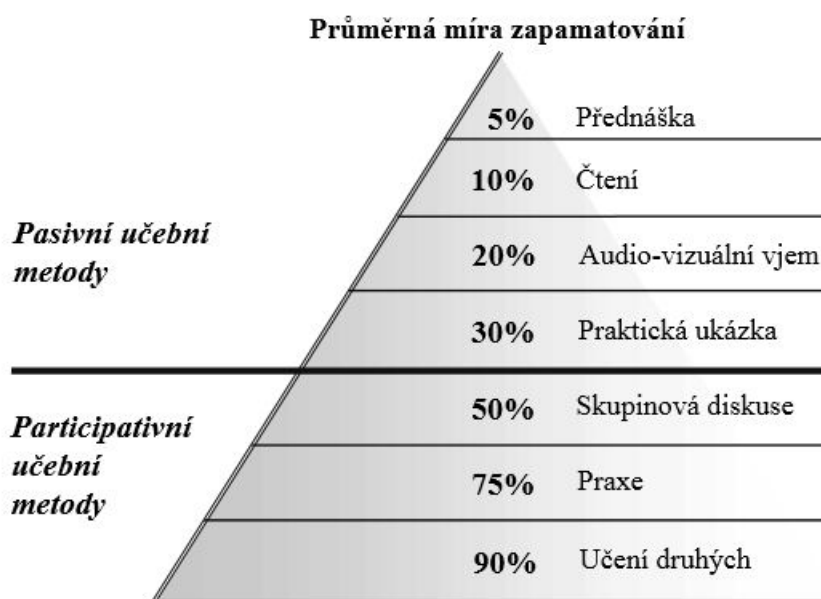 Průměrná míra zapamatování
5% Přednáška
10% Čtení
20% Audio-vizuální vjem
30% Praktická ukázka
Pasivní učební
metody
50% Skupinová diskuse
75% Praxe
90% Učení druhých
Participativní
učební
metody